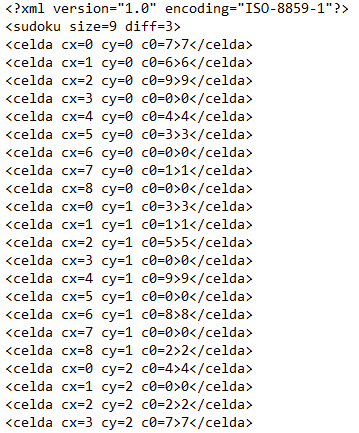 <?xml version="1.0" encoding="ISO-8859-1"?>
<sudoku size=9 diff=3>
<celda cx=0 cy=0 c0=7>7</celda>
<celda cx=1 cy=0 c0=6>6</celda>
<celda cx=2 cy=0 c0=9>9</celda>
<celda cx=3 cy=0 c0=0>0</celda>
<celda cx=4 cy=0 c0=4>4</celda>
<celda cx=5 cy=0 c0=3>3</celda>
<celda cx=6 cy=0 c0=0>0</celda>
<celda cx=7 cy=0 c0=1>1</celda>
<celda cx=8 cy=0 c0=0>0</celda>
<celda cx=0 cy=1 c0=3>3</celda>
<celda cx=1 cy=1 c0=1>1</celda>
<celda cx=2 cy=1 c0=5>5</celda>
<celda cx=3 cy=1 c0=0>0</celda>
<celda cx=4 cy=1 c0=9>9</celda>
<celda cx=5 cy=1 c0=0>0</celda>
<celda cx=6 cy=1 c0=8>8</celda>
<celda cx=7 cy=1 c0=0>0</celda>
<celda cx=8 cy=1 c0=2>2</celda>
<celda cx=0 cy=2 c0=4>4</celda>
<celda cx=1 cy=2 c0=0>0</celda>
<celda cx=2 cy=2 c0=2>2</celda>
<celda cx=3 cy=2 c0=7>7</celda>